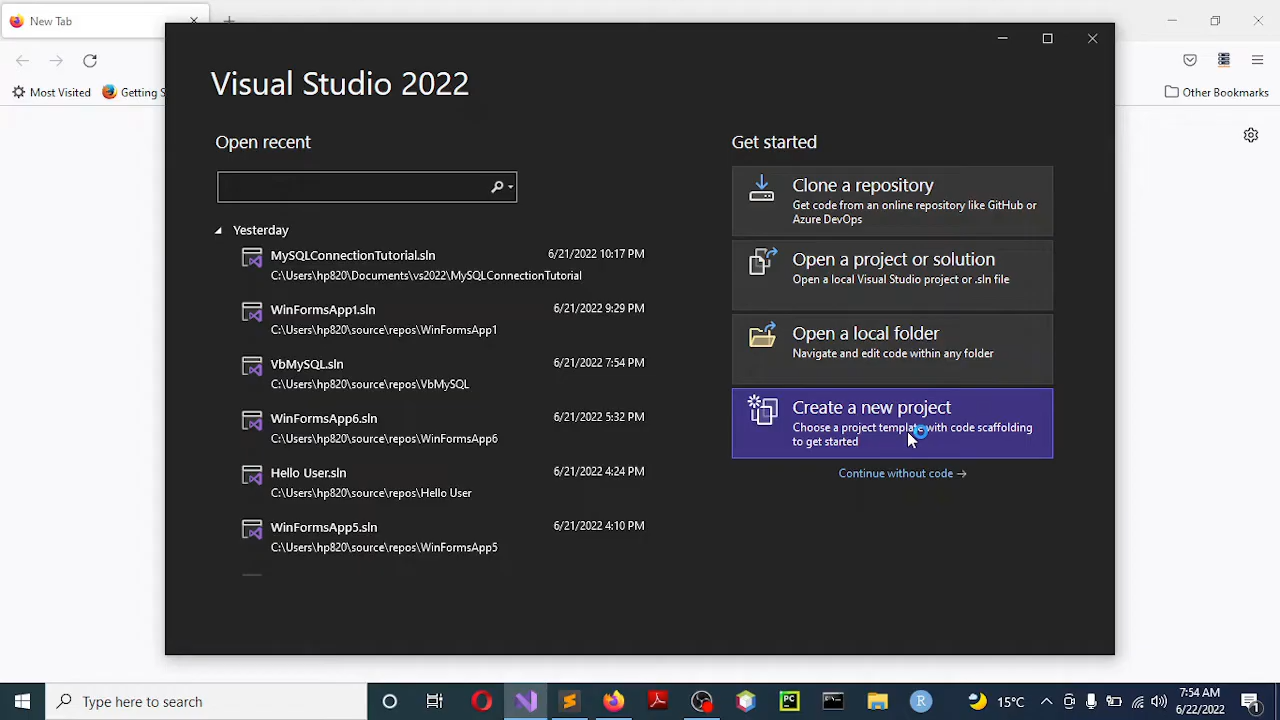 New Tab
Most Visited
Getting S
Other Bookmarks
Visual Studio 2022
Open recent
Yesterday
MySQLConnectionTutorial.sln
6/21/2022 10:17 PM
C:\Users\hp820\Documents\vs2022\MySQLConnectionTutorial
WinFormsApp1.sln
6/21/2022 9:29 PM
C:\Users\hp820\source\repos\WinFormsApp1
VbMySQL.sln
6/21/2022 7:54 PM
C:\Users\hp820\source\repos\VbMySQL
WinFormsApp6.sln
6/21/2022 5:32 PM
C:\Users\hp820\source\repos\WinFormsApp6
Hello User.sln
6/21/2022 4:24 PM
C:\Users\hp820\source\repos\Hello User
WinFormsApp5.sln
6/21/2022 4:10 PM
C:\Users\hp820\source\repos\WinFormsApp5
Get started
Clone a repository
Get code from an online repository like GitHub or
Azure DevOps
Open a project or solution
Open a local Visual Studio project or .sln file
Open a local folder
Navigate and edit code within any folder
Create a new project
Choose a project template with code scaffolding
to get started
Continue without code →
Type here to search
PC
R
15°C
7:54 AM
6/22/2022
1